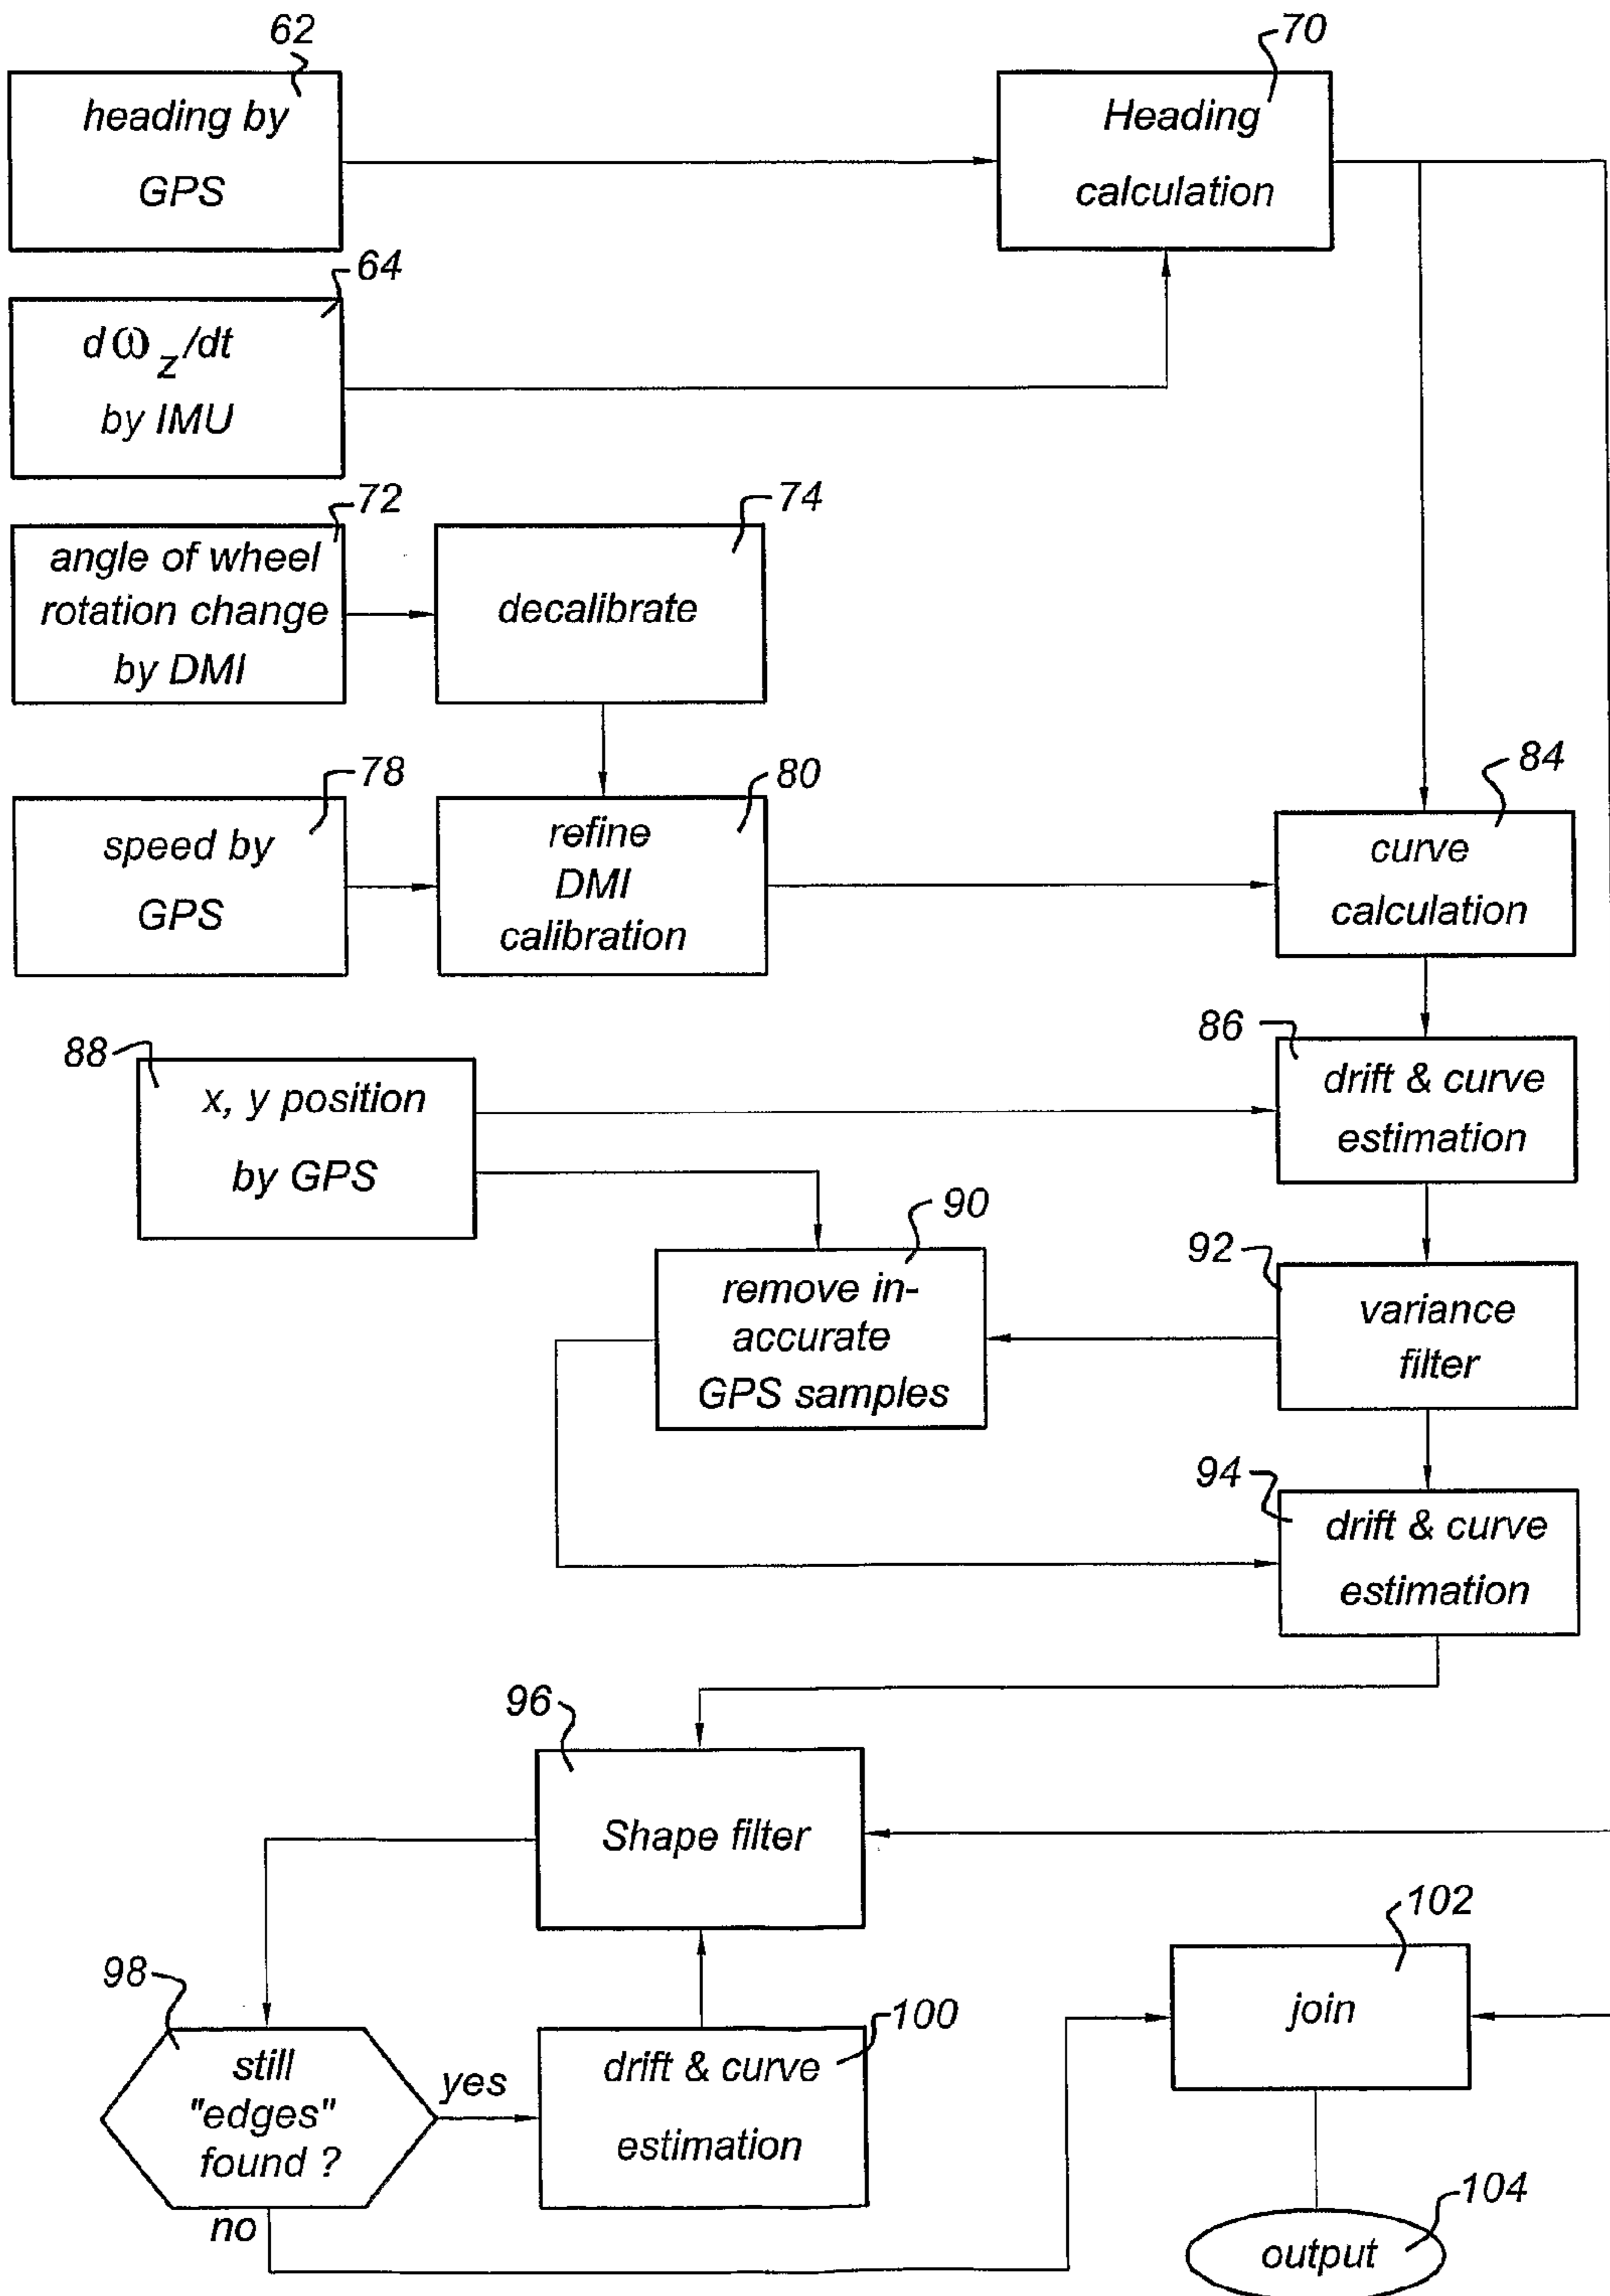 62
heading by
GPS
70
Heading
calculation
64
dω z/dt
by IMU
72
angle of wheel
rotation change
by DMI
74
decalibrate
78
speed by
GPS
80
refine
DMI
calibration
84
curve
calculation
86
drift & curve
estimation
88
x, y position
by GPS
90
remove in-
accurate
GPS samples
92
variance
filter
94
drift & curve
estimation
96
Shape filter
98
still
"edges"
found ?
yes
no
100
drift & curve
estimation
102
join
104
output